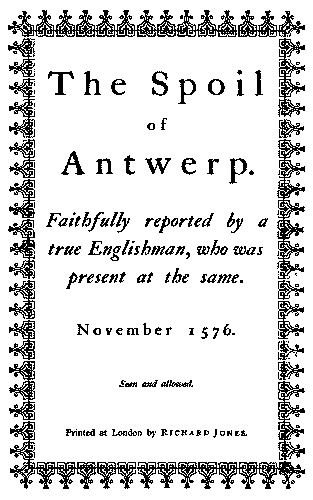 The Spoil
of
Antwerp.
Faithfully reported by a
true Englishman, who was
present at the same.
November 1576.
Seen and allowed.
Printed at London by RICHARD JONES.